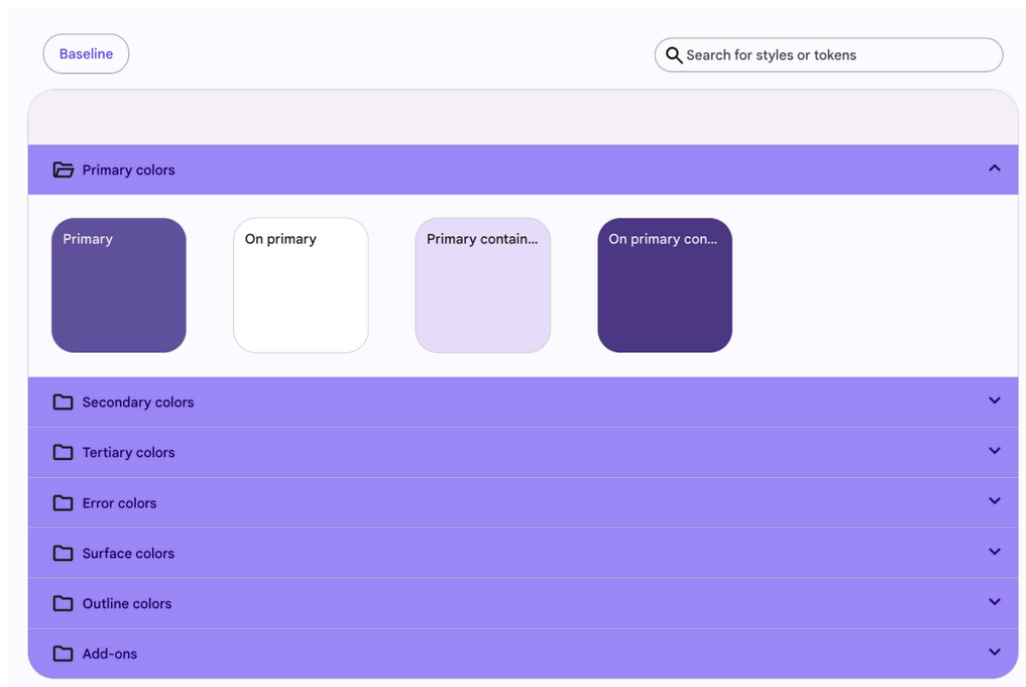 Baseline
Search for styles or tokens
Primary colors
Primary
On primary
Primary contain...
On primary con...
Secondary colors
Tertiary colors
Error colors
Surface colors
Outline colors
Add-ons